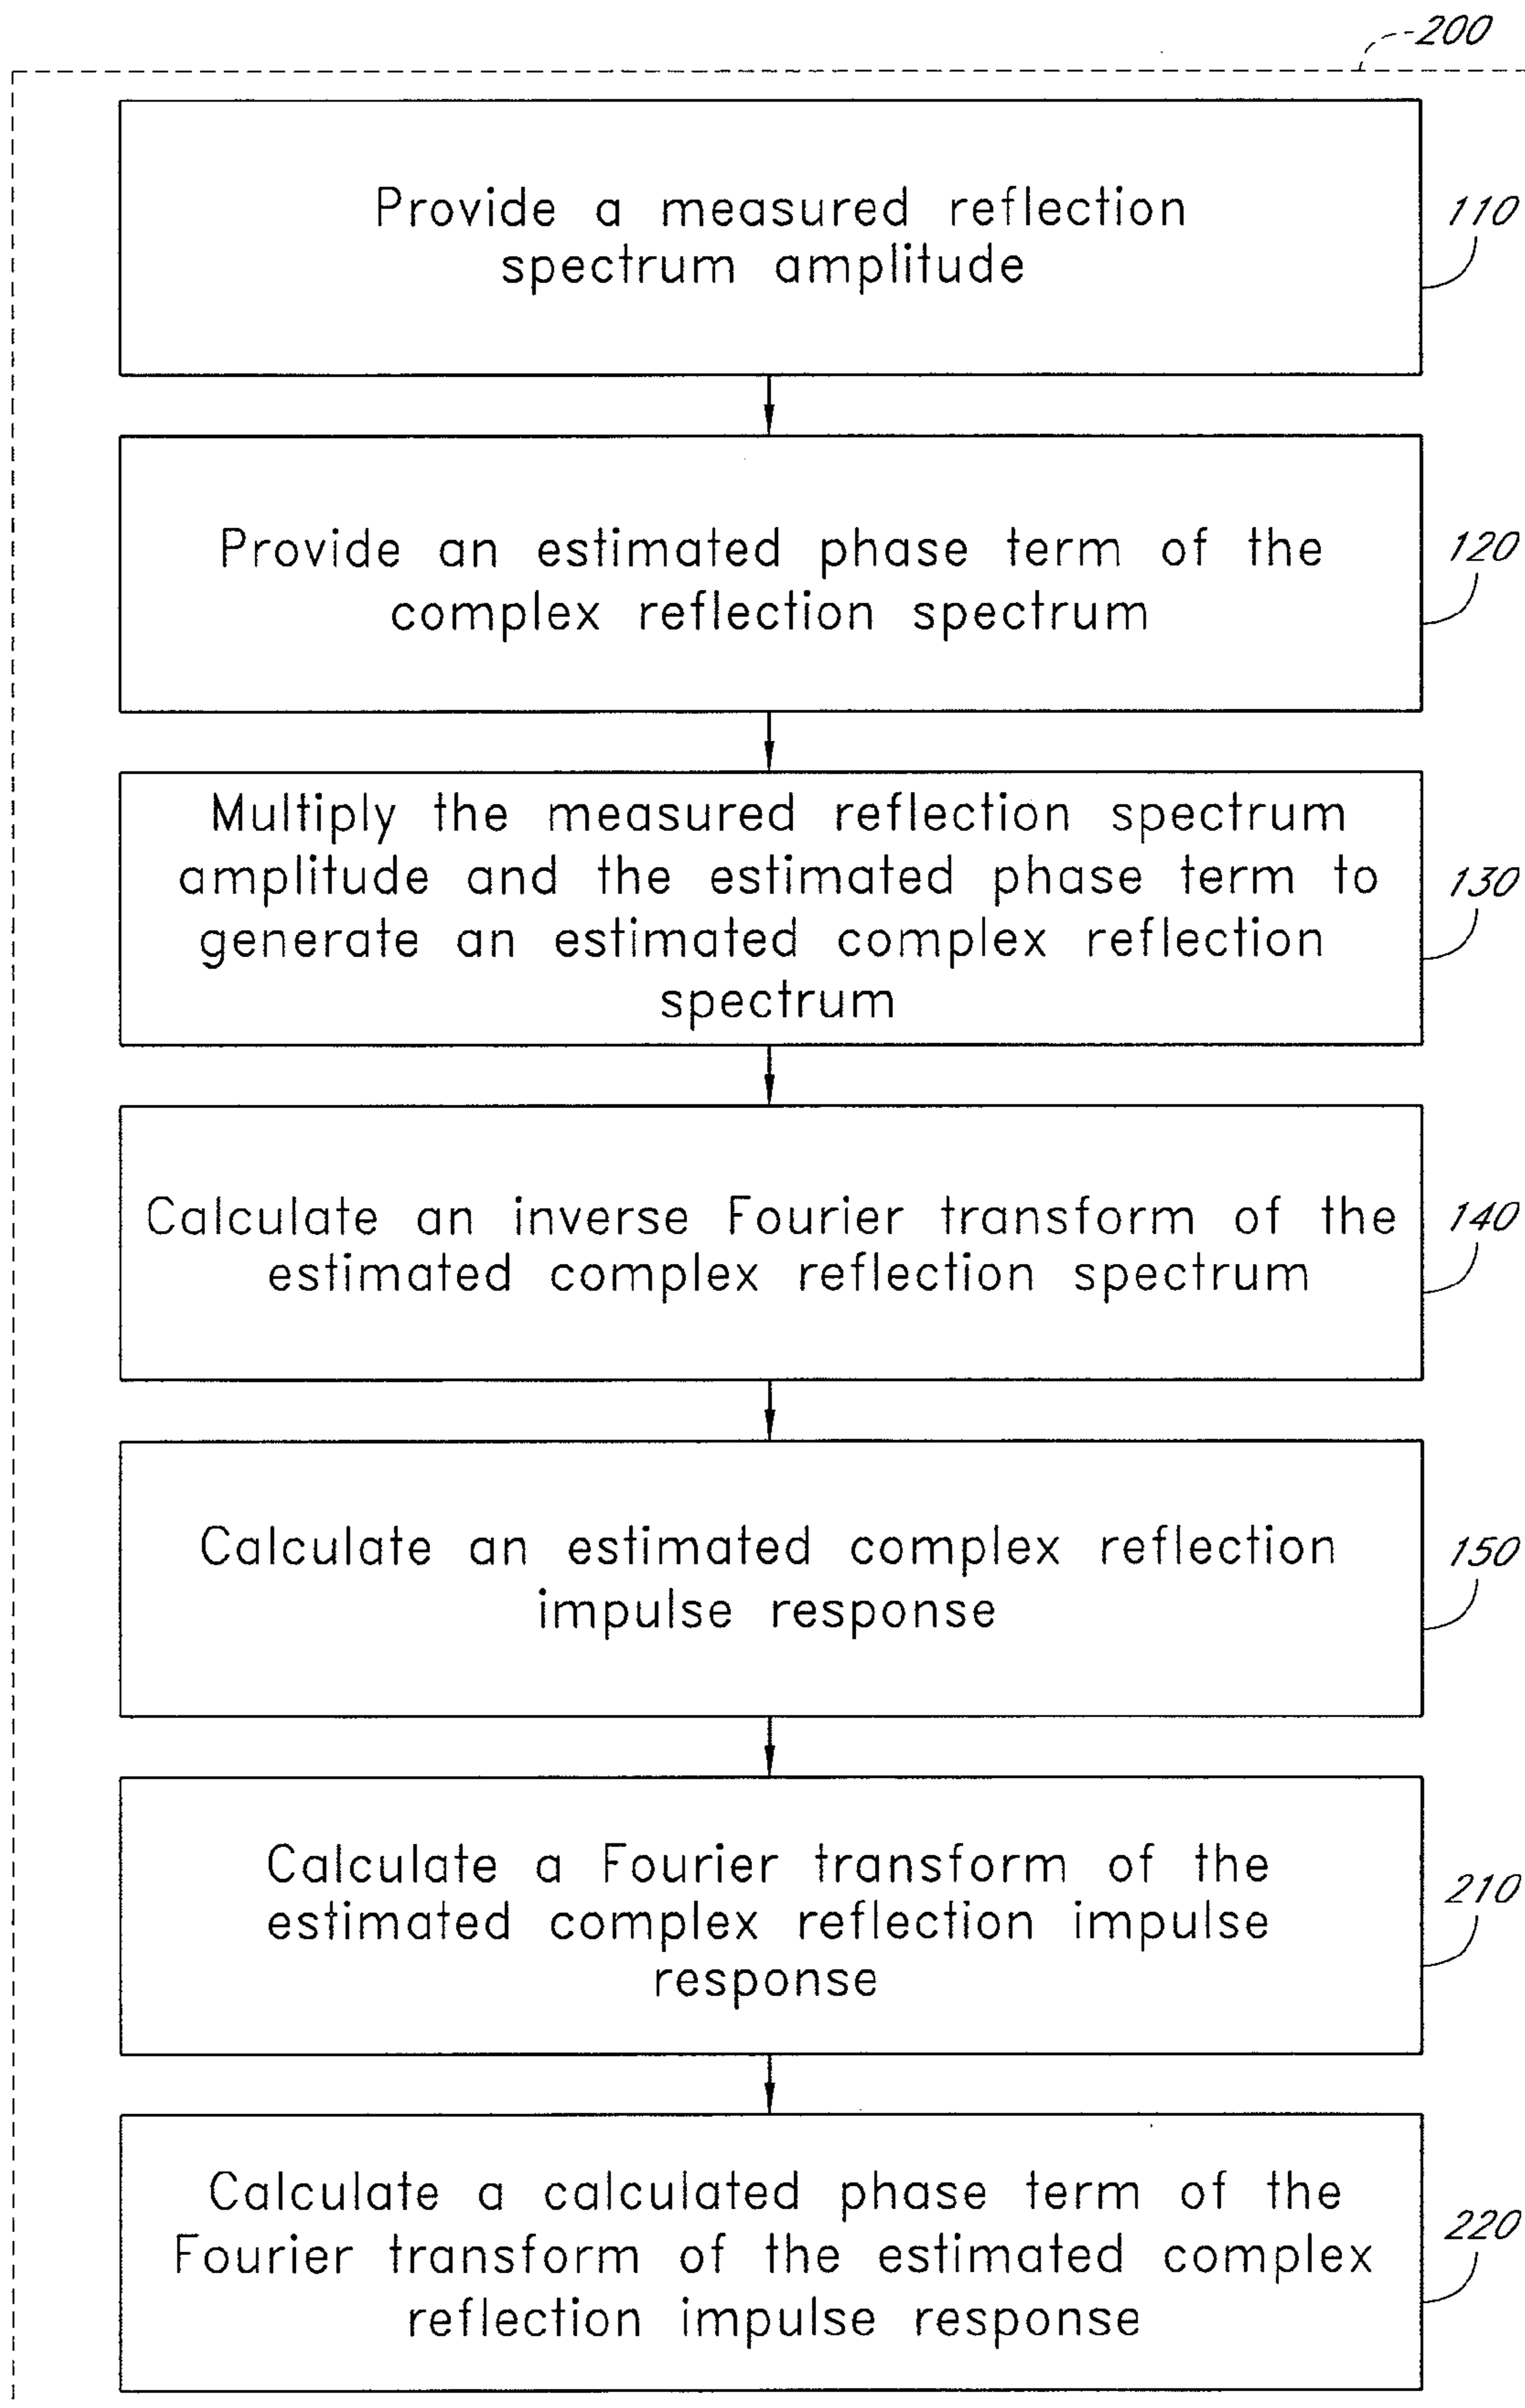 200
Provide a measured reflection
spectrum amplitude
110
Provide an estimated phase term of the
complex reflection spectrum
120
Multiply the measured reflection spectrum
amplitude and the estimated phase term to
generate an estimated complex reflection
spectrum
130
Calculate an inverse Fourier transform of the
estimated complex reflection spectrum
140
Calculate an estimated complex reflection
impulse response
150
Calculate a Fourier transform of the
estimated complex reflection impulse
response
210
Calculate a calculated phase term of the
Fourier transform of the estimated complex
reflection impulse response
220